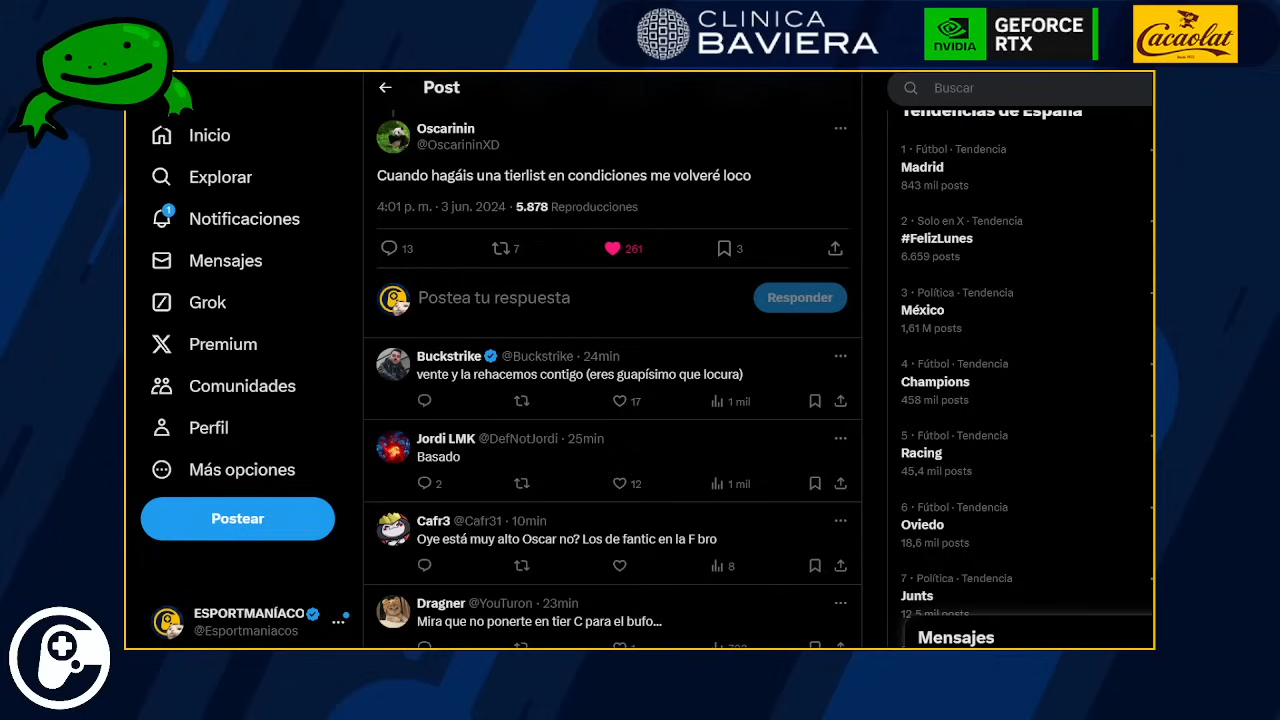 CLINICA
BAVIERA
NVIDIA
GEFORCE
RTX
Cacaolat
Inicio
Explorar
1
Notificaciones
Mensajes
Grok
Premium
Comunidades
Perfil
Más opciones
Postear
ESPORTMANÍACO
@Esportmaniacos
Post
Oscarinin
@OscarininXD
Cuando hagáis una tierlist en condiciones me volveré loco
4:01 p. m. · 3 jun. 2024 · 5.878 Reproducciones
13 7 261 3
Postea tu respuesta
Responder
Buckstrike @Buckstrike · 24min
vente y la rehacemos contigo (eres guapísimo que locura)
17 1 mil
Jordi LMK @DefNotJordi · 25min
Basado
2 12 1 mil
Cafr3 @Cafr31 · 10min
Oye está muy alto Oscar no? Los de fantic en la F bro
8
Dragner @YouTuron · 23min
Mira que no ponerte en tier C para el bufo...
Buscar
Tendencias de España
1 · Fútbol · Tendencia
Madrid
843 mil posts
2 · Solo en X · Tendencia
#FelizLunes
6.659 posts
3 · Política · Tendencia
México
1,61 M posts
4 · Fútbol · Tendencia
Champions
458 mil posts
5 · Fútbol · Tendencia
Racing
45,4 mil posts
6 · Fútbol · Tendencia
Oviedo
18,6 mil posts
7 · Política · Tendencia
Junts
12,5 mil posts
Mensajes